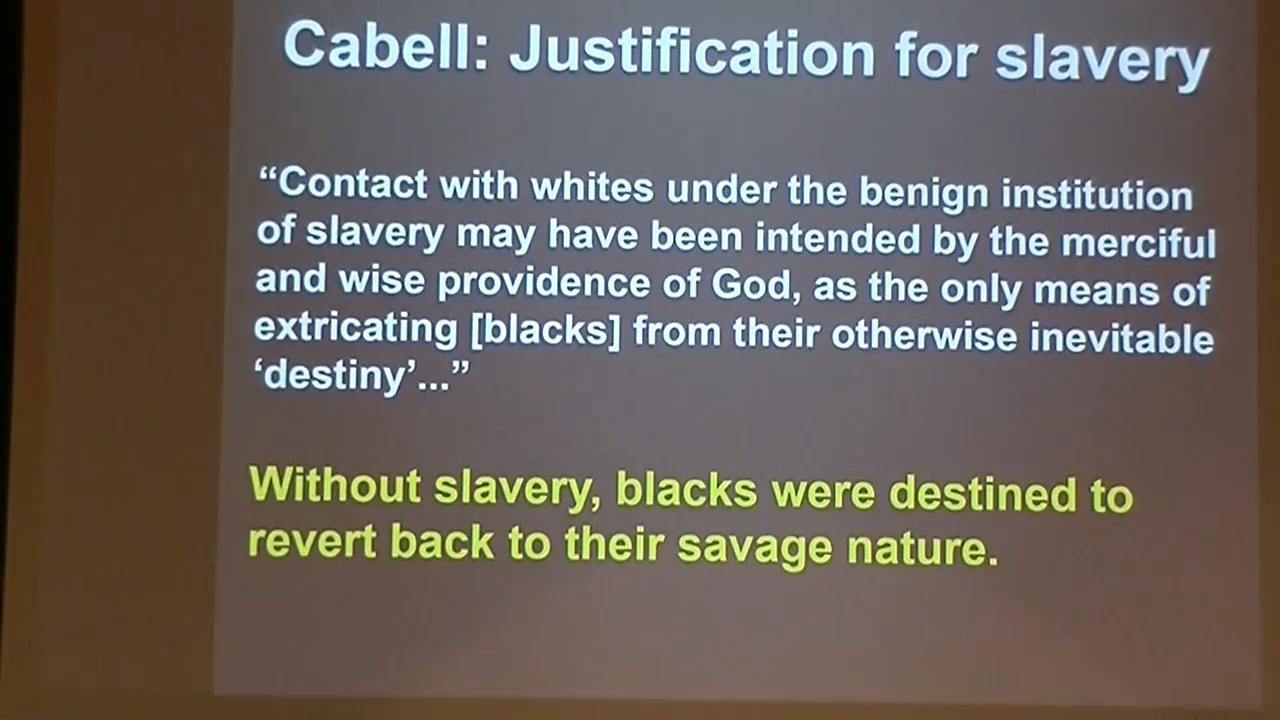 Cabell: Justification for slavery
“Contact with whites under the benign institution
of slavery may have been intended by the merciful
and wise providence of God, as the only means of
extricating [blacks] from their otherwise inevitable
‘destiny’...”
Without slavery, blacks were destined to
revert back to their savage nature.